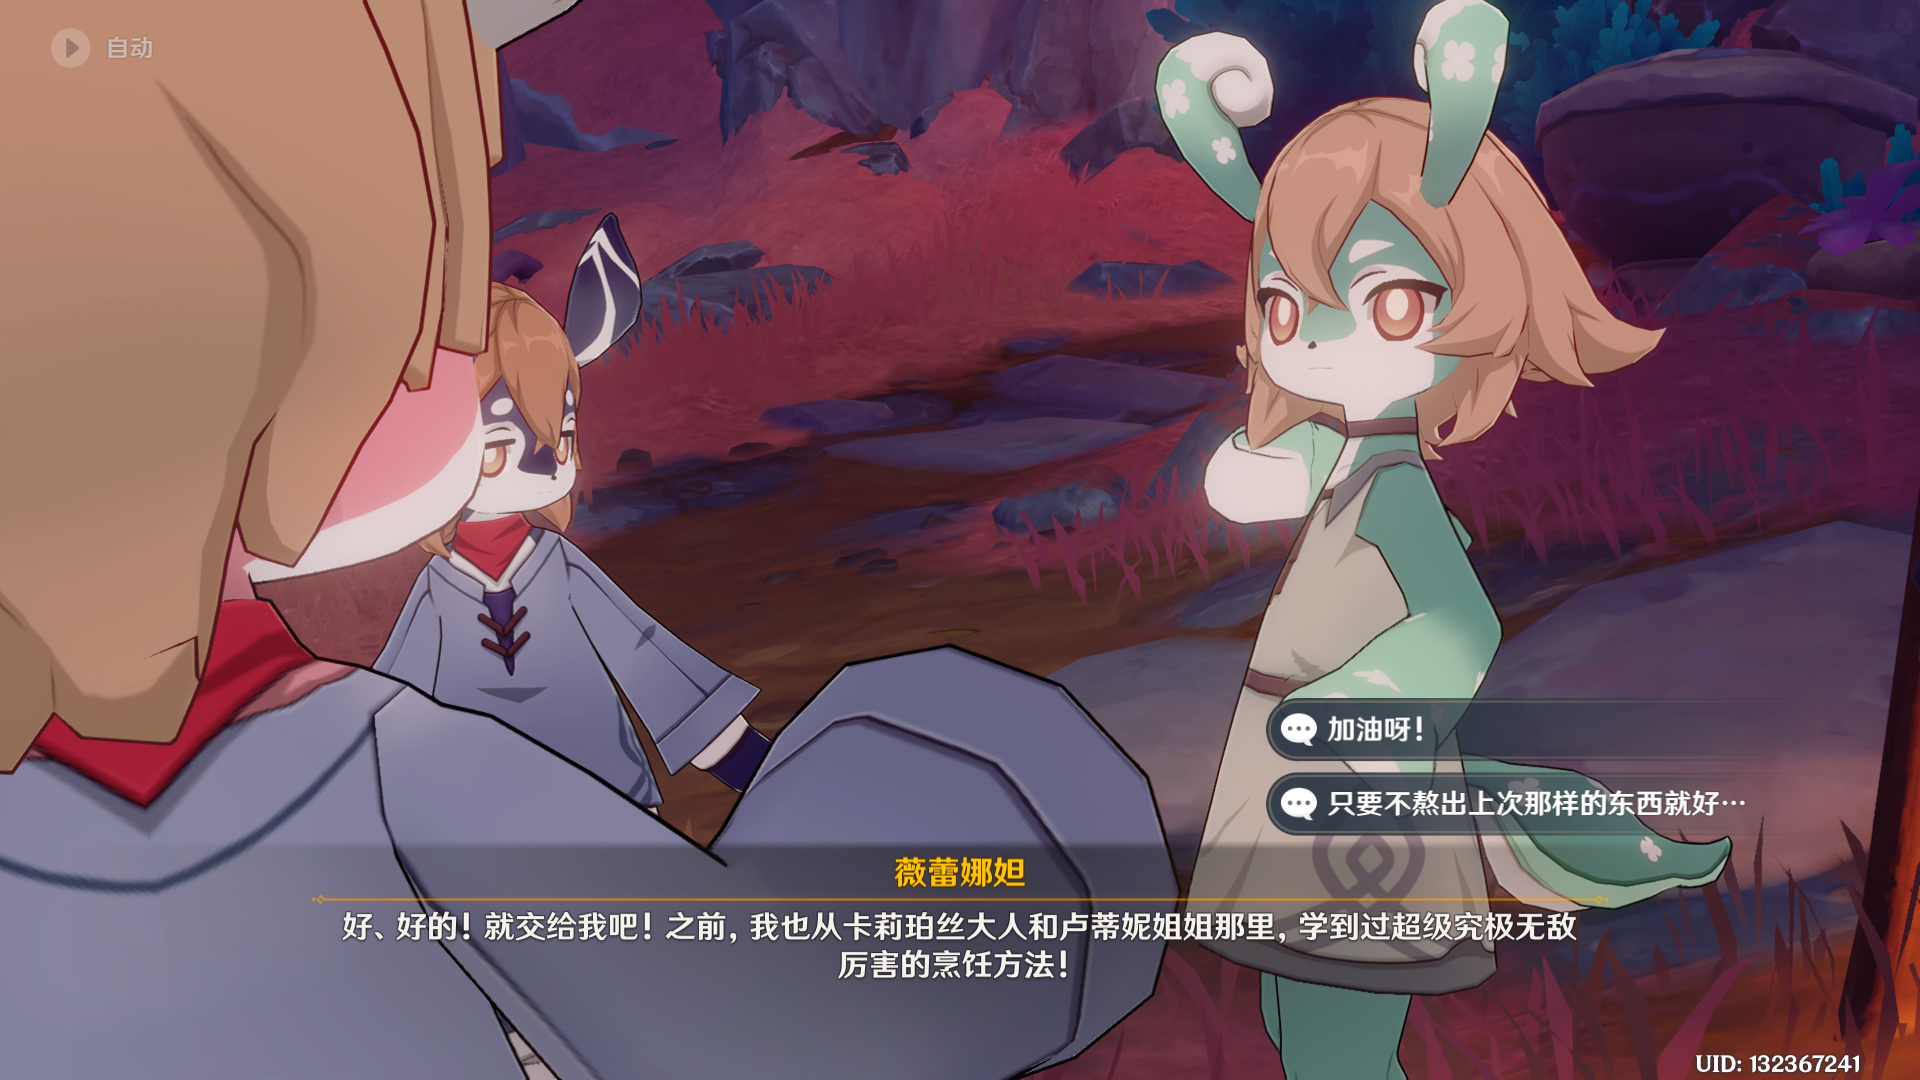 自动
加油呀!
只要不熬出上次那样的东西就好…
薇蕾娜妲
好、好的!就交给我吧!之前,我也从卡莉珀丝大人和卢蒂妮姐姐那里,学到过超级究极无敌
厉害的烹饪方法!
UID: 132367241